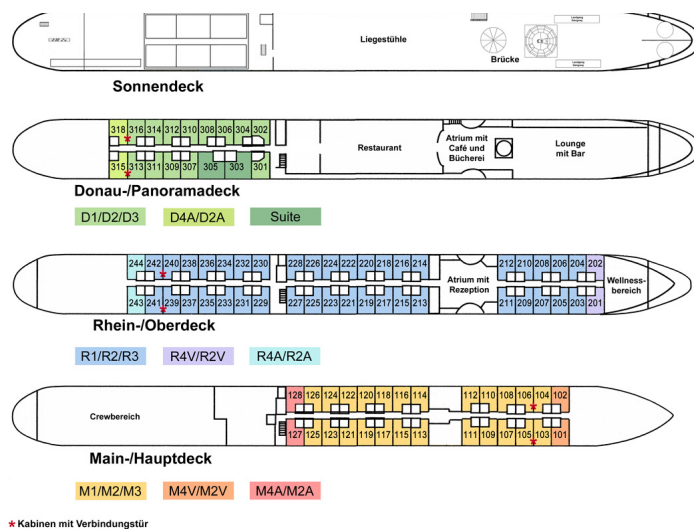 Liegestühle
Brücke
Sonnendeck
318 316 314 312 310 308 306 304 302
315 313 311 309 307 305 303 301
Restaurant
Atrium mit
Café und
Bücherei
Lounge
mit Bar
Donau-/Panoramadeck
D1/D2/D3 D4A/D2A Suite
244 242 240 238 236 234 232 230 228 226 224 222 220 218 216 214 212 210 208 206 204 202
243 241 239 237 235 233 231 229 227 225 223 221 219 217 215 213 211 209 207 205 203 201
Atrium mit
Rezeption
Wellness-
bereich
Rhein-/Oberdeck
R1/R2/R3 R4V/R2V R4A/R2A
Crewbereich
128 126 124 122 120 118 116 114 112 110 108 106 104 102
127 125 123 121 119 117 115 113 111 109 107 105 103 101
Main-/Hauptdeck
M1/M2/M3 M4V/M2V M4A/M2A
* Kabinen mit Verbindungstür